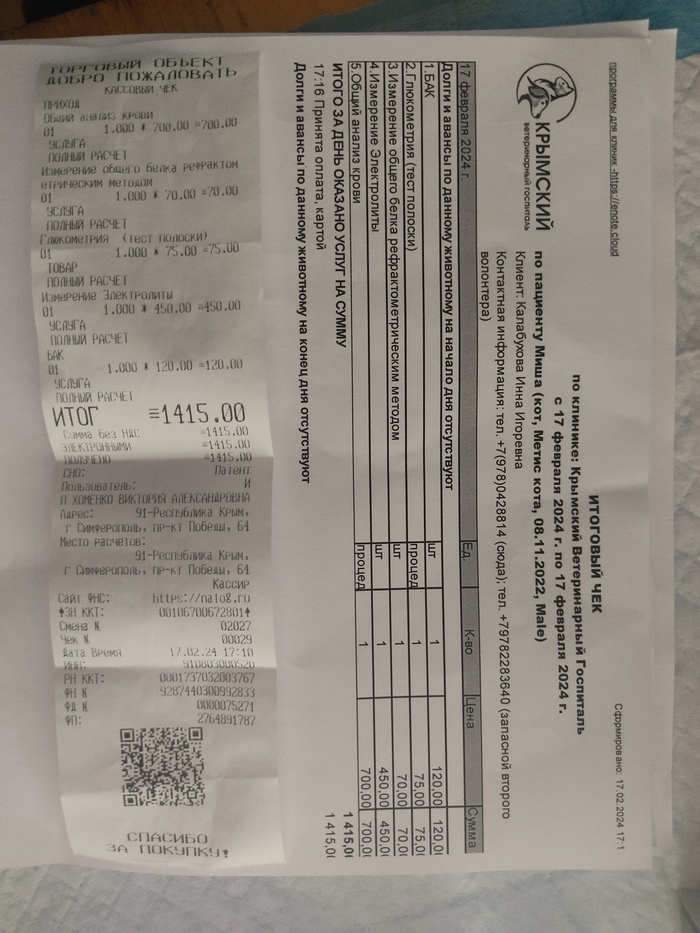 ТОРГОВЫЙ ОБЪЕКТ
ДОБРО ПОЖАЛОВАТЬ
КАССОВЫЙ ЧЕК
ПРИХОД
Общий анализ крови
01 1.000 * 700.00 =700.00
УСЛУГА
ПОЛНЫЙ РАСЧЕТ
Измерение общего белка рефрактом
етрическим методом
01 1.000 * 70.00 =70.00
УСЛУГА
ПОЛНЫЙ РАСЧЕТ
Глюкометрия (тест полоски)
01 1.000 * 75.00 =75.00
ТОВАР
ПОЛНЫЙ РАСЧЕТ
Измерение Электролиты
01 1.000 * 450.00 =450.00
УСЛУГА
ПОЛНЫЙ РАСЧЕТ
БАК
01 1.000 * 120.00 =120.00
УСЛУГА
ПОЛНЫЙ РАСЧЕТ
ИТОГ =1415.00
Сумма без НДС =1415.00
ЭЛЕКТРОННЫМИ =1415.00
ПОЛУЧЕНО =1415.00
СНО: Патент
Пользователь: И
П ХОМЕНКО ВИКТОРИЯ АЛЕКСАНДРОВНА
Адрес: 91-Республика Крым,
г Симферополь, пр-кт Победы, 64
Место расчетов:
91-Республика Крым,
г Симферополь, пр-кт Победы, 64
Кассир
Сайт ФНС: https://nalog.ru
ЗН ККТ: 00106700672801
Смена N 02027
Чек N 00029
Дата Время 17.02.24 17:10
ИНН: 910803000520
РН ККТ: 0001737032003767
ФН N 9287440300992833
ФД N 0000075271
ФП: 2764891787
СПАСИБО
ЗА ПОКУПКУ!
программы для клиник -https://enote.cloud
Сформировано: 17.02.2024 17:1
КРЫМСКИЙ
ветеринарный госпиталь
ИТОГОВЫЙ ЧЕК
по клинике: Крымский Ветеринарный Госпиталь
с 17 февраля 2024 г. по 17 февраля 2024 г.
по пациенту Миша (кот, Метис кота, 08.11.2022, Male)
Клиент: Калабухова Инна Игоревна
Контактная информация: тел. +7(978)0428814 (сюда); тел. +79782283640 (запасной второго
волонтера)
17 февраля 2024 г. Ед. К-во Цена Сумма
Долги и авансы по данному животному на начало дня отсутствуют
1.БАК шт 1 120,00 120,0
2.Глюкометрия (тест полоски) процед 1 75,00 75,0
3.Измерение общего белка рефрактометрическим методом шт 1 70,00 70,0
4.Измерение Электролиты шт 1 450,00 450,0
5.Общий анализ крови процед 1 700,00 700,0
ИТОГО ЗА ДЕНЬ ОКАЗАНО УСЛУГ НА СУММУ 1 415,0
17:16 Принята оплата, картой 1 415,0
Долги и авансы по данному животному на конец дня отсутствуют